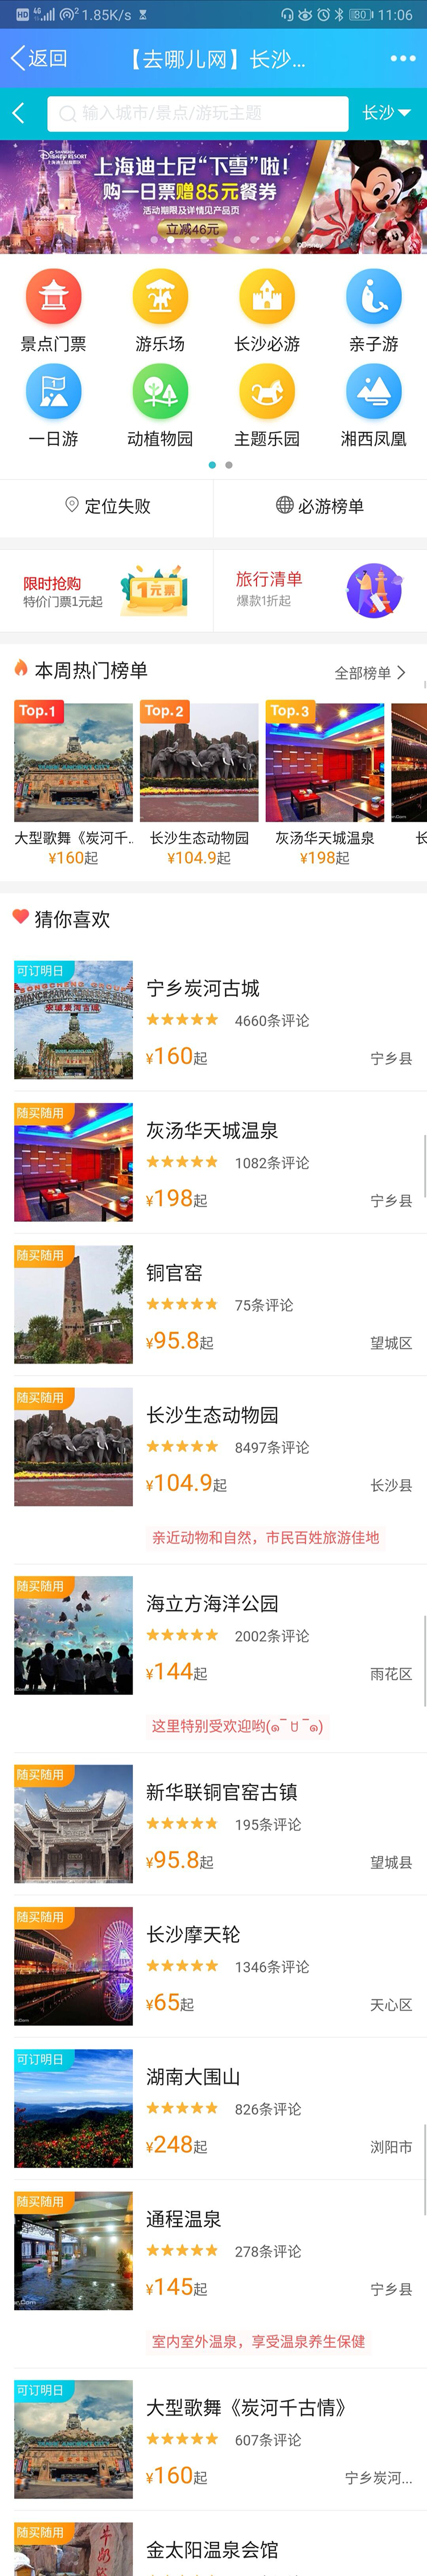 HD 4G 2 1.85K/s 80 11:06
返回 【去哪儿网】长沙...
输入城市/景点/游玩主题 长沙
上海 Disney RESORT
上海迪士尼“下雪”啦！
购一日票赠85元餐券
活动期限及详情见产品页
立减46元
©Disney
景点门票 游乐场 长沙必游 亲子游
1
一日游 动植物园 主题乐园 湘西凤凰
定位失败 必游榜单
限时抢购
特价门票1元起
1元票
旅行清单
爆款1折起
本周热门榜单 全部榜单
Top.1 Top.2 Top.3
大型歌舞《炭河千.. 长沙生态动物园 灰汤华天城温泉 长
¥160起 ¥104.9起 ¥198起
猜你喜欢
可订明日
宁乡炭河古城
4660条评论
¥160起 宁乡县
随买随用
灰汤华天城温泉
1082条评论
¥198起 宁乡县
随买随用
铜官窑
75条评论
¥95.8起 望城区
随买随用
长沙生态动物园
8497条评论
¥104.9起 长沙县
亲近动物和自然，市民百姓旅游佳地
随买随用
海立方海洋公园
2002条评论
¥144起 雨花区
这里特别受欢迎哟(๑¯ਊ¯๑)
随买随用
新华联铜官窑古镇
195条评论
¥95.8起 望城县
随买随用
长沙摩天轮
1346条评论
¥65起 天心区
可订明日
湖南大围山
826条评论
¥248起 浏阳市
随买随用
通程温泉
278条评论
¥145起 宁乡县
室内室外温泉，享受温泉养生保健
可订明日
大型歌舞《炭河千古情》
607条评论
¥160起 宁乡炭河...
随买随用
金太阳温泉会馆